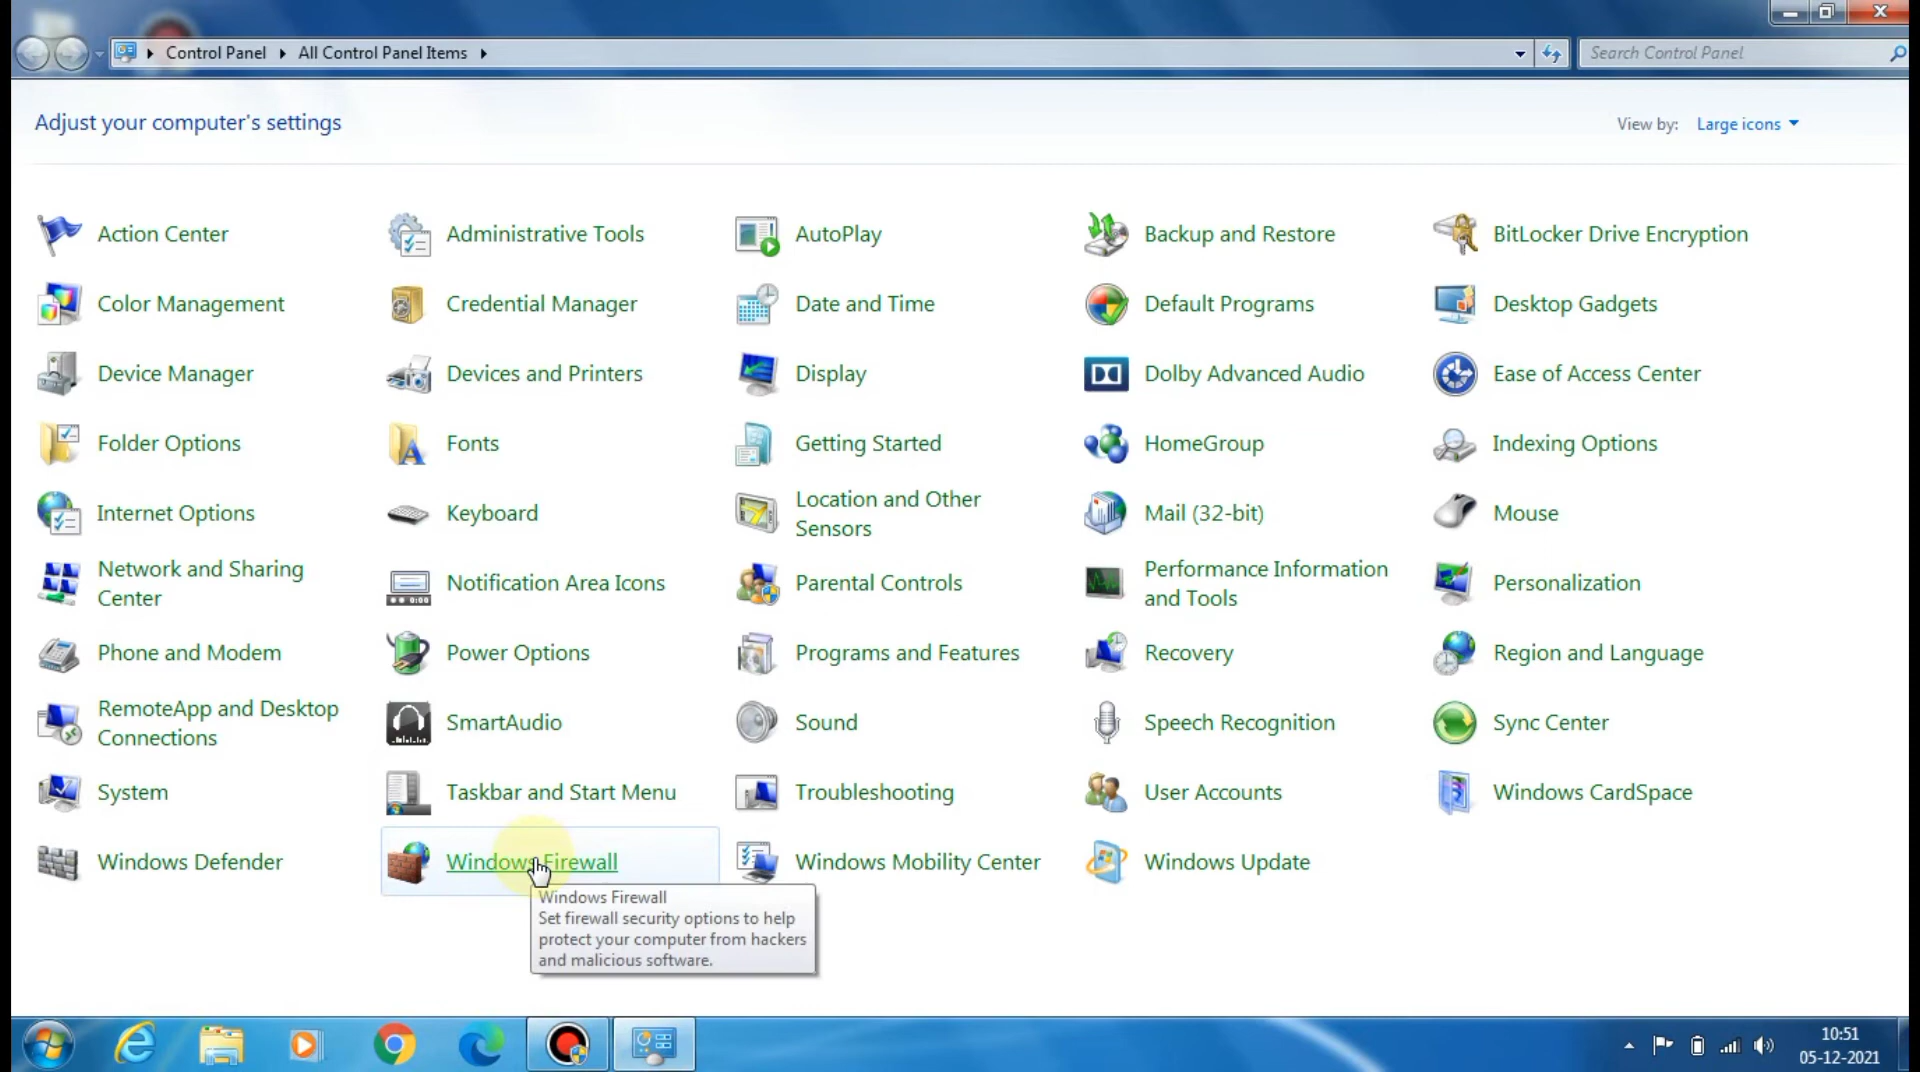 Control Panel
All Control Panel Items
Search Control Panel
Adjust your computer's settings
View by: Large icons
Action Center
Administrative Tools
AutoPlay
Backup and Restore
BitLocker Drive Encryption
Color Management
Credential Manager
Date and Time
Default Programs
Desktop Gadgets
Device Manager
Devices and Printers
Display
Dolby Advanced Audio
Ease of Access Center
Folder Options
Fonts
Getting Started
HomeGroup
Indexing Options
Internet Options
Keyboard
Location and Other
Sensors
Mail (32-bit)
Mouse
Network and Sharing
Center
Notification Area Icons
Parental Controls
Performance Information
and Tools
Personalization
Phone and Modem
Power Options
Programs and Features
Recovery
Region and Language
RemoteApp and Desktop
Connections
SmartAudio
Sound
Speech Recognition
Sync Center
System
Taskbar and Start Menu
Troubleshooting
User Accounts
Windows CardSpace
Windows Defender
Windows Firewall
Windows Mobility Center
Windows Update
Windows Firewall
Set firewall security options to help
protect your computer from hackers
and malicious software.
10:51
05-12-2021